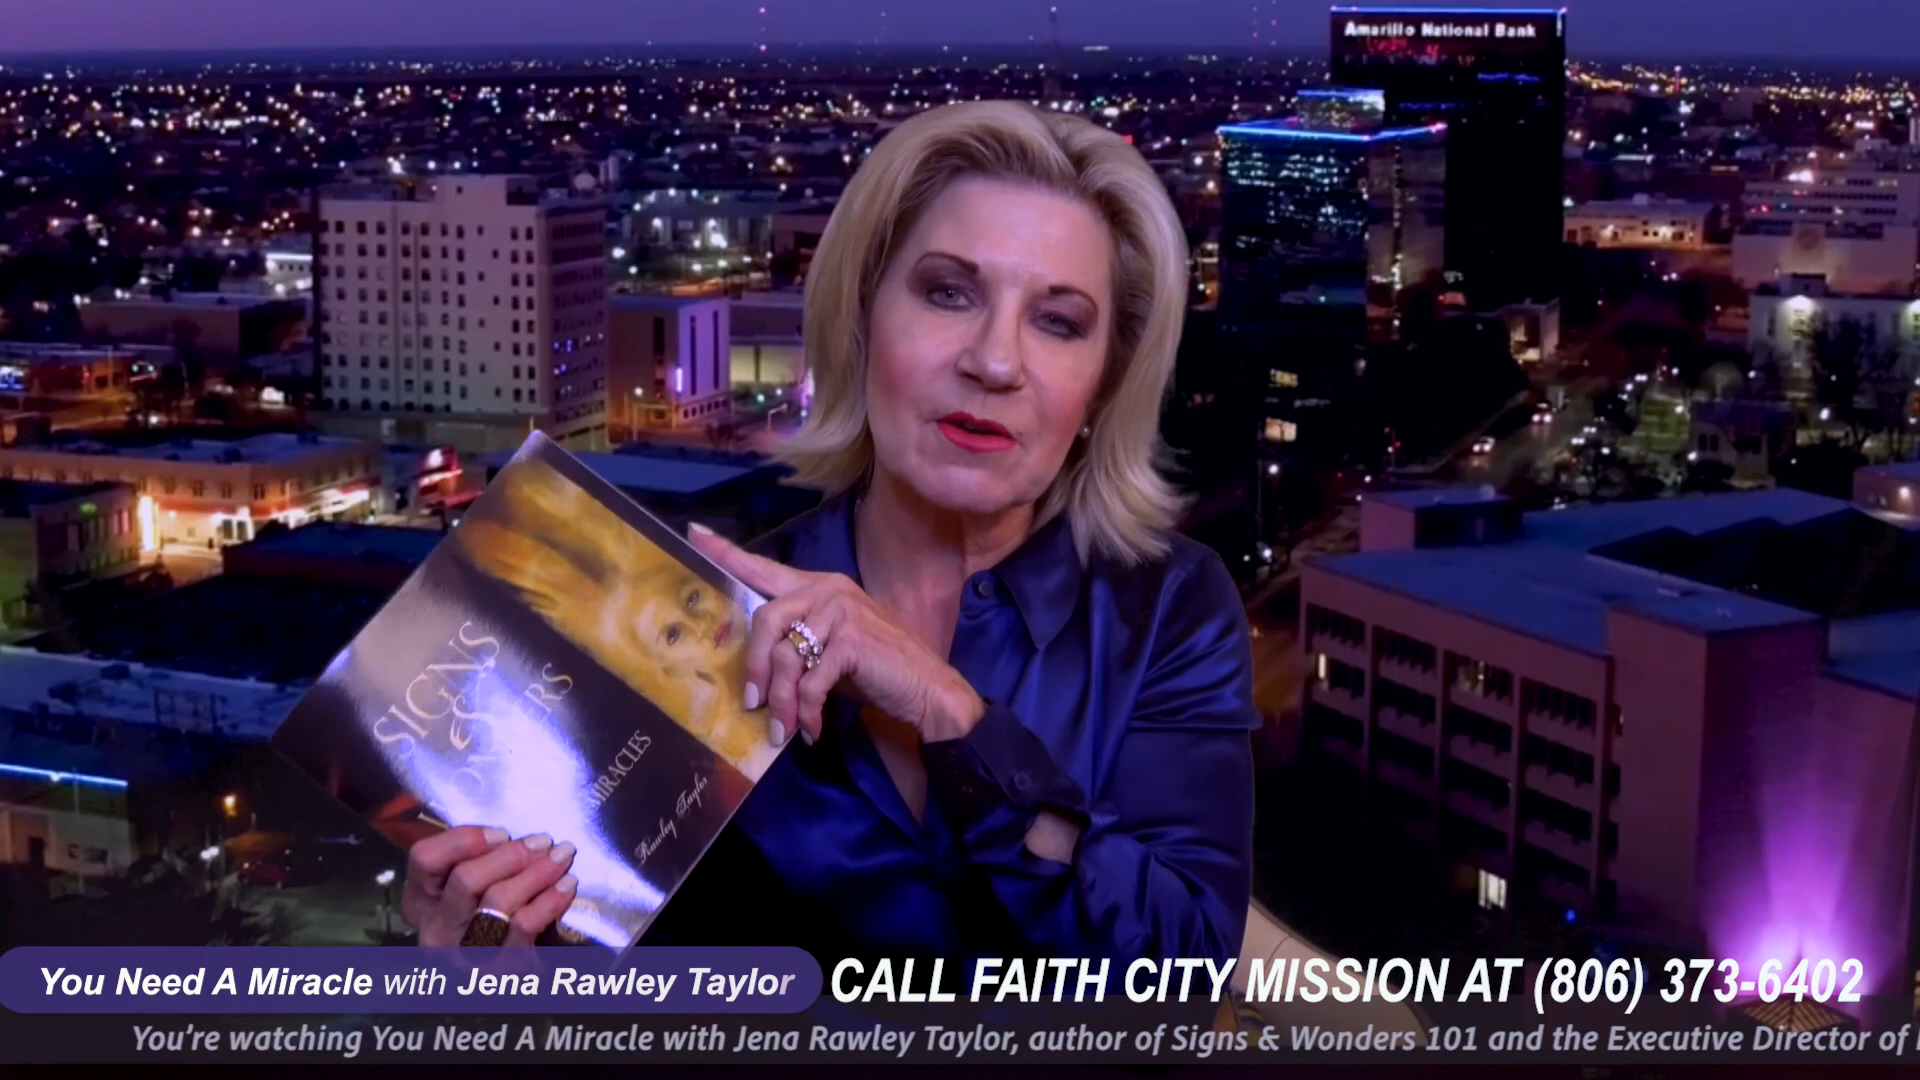 Amarillo National Bank
SIGNS
&
MIRACLES
Rawley Taylor
You Need A Miracle with Jena Rawley Taylor
CALL FAITH CITY MISSION AT (806) 373-6402
You're watching You Need A Miracle with Jena Rawley Taylor, author of Signs & Wonders 101 and the Executive Director of